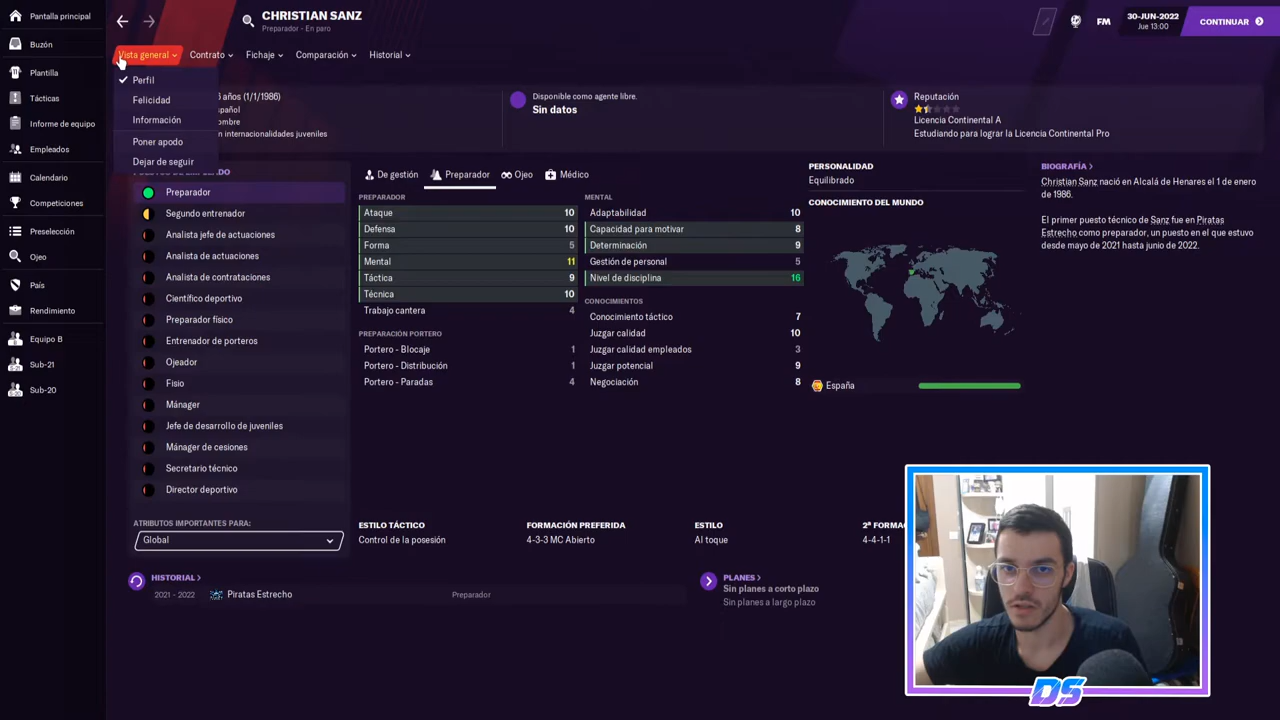 Pantalla principal
Buzón
Plantilla
Tácticas
Informe de equipo
Empleados
Calendario
Competiciones
Preselección
Ojeo
País
Rendimiento
Equipo B
Sub-21
Sub-20
CHRISTIAN SANZ
Preparador - En paro
FM
30-JUN-2022
Jue 13:00
CONTINUAR
Vista general
Contrato
Fichaje
Comparación
Historial
Perfil
Felicidad
Información
Poner apodo
Dejar de seguir
6 años (1/1/1986)
spañol
ombre
n internacionalidades juveniles
Disponible como agente libre.
Sin datos
Reputación
Licencia Continental A
Estudiando para lograr la Licencia Continental Pro
Preparador
Segundo entrenador
Analista jefe de actuaciones
Analista de actuaciones
Analista de contrataciones
Científico deportivo
Preparador físico
Entrenador de porteros
Ojeador
Fisio
Mánager
Jefe de desarrollo de juveniles
Mánager de cesiones
Secretario técnico
Director deportivo
ATRIBUTOS IMPORTANTES PARA:
Global
De gestión
Preparador
Ojeo
Médico
PREPARADOR
Ataque 10
Defensa 10
Forma 5
Mental 11
Táctica 9
Técnica 10
Trabajo cantera 4
PREPARACIÓN PORTERO
Portero - Blocaje 1
Portero - Distribución 1
Portero - Paradas 4
MENTAL
Adaptabilidad 10
Capacidad para motivar 8
Determinación 9
Gestión de personal 5
Nivel de disciplina 16
CONOCIMIENTOS
Conocimiento táctico 7
Juzgar calidad 10
Juzgar calidad empleados 3
Juzgar potencial 9
Negociación 8
PERSONALIDAD
Equilibrado
CONOCIMIENTO DEL MUNDO
España
BIOGRAFÍA
Christian Sanz nació en Alcalá de Henares el 1 de enero
de 1986.
El primer puesto técnico de Sanz fue en Piratas
Estrecho como preparador, un puesto en el que estuvo
desde mayo de 2021 hasta junio de 2022.
ESTILO TÁCTICO
Control de la posesión
FORMACIÓN PREFERIDA
4-3-3 MC Abierto
ESTILO
Al toque
2ª FORMA
4-4-1-1
HISTORIAL
2021 - 2022 Piratas Estrecho Preparador
PLANES
Sin planes a corto plazo
Sin planes a largo plazo
DS